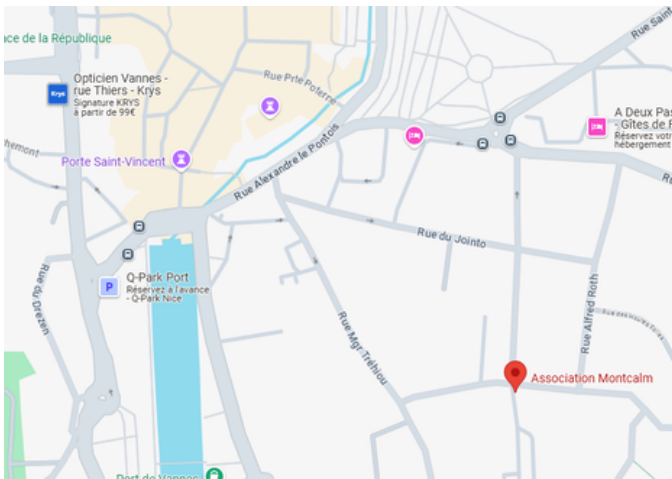 ace de la République
Krys
Opticien Vannes -
rue Thiers - Krys
Signature KRYS
à partir de 99€
Rue Prte Poterne
Rue Saint
A Deux Pas
- Gîtes de F
Réservez votr
hébergement
hemont
Porte Saint-Vincent
Rue Alexandre le Pontois
Rue du Jointo
Rue du Drezen
P
Q-Park Port
Réservez à l'avance
- Q-Park Nice
Rue Mgr Tréhiou
Rue Alfred Roth
Association Montcalm
Port de Vannes